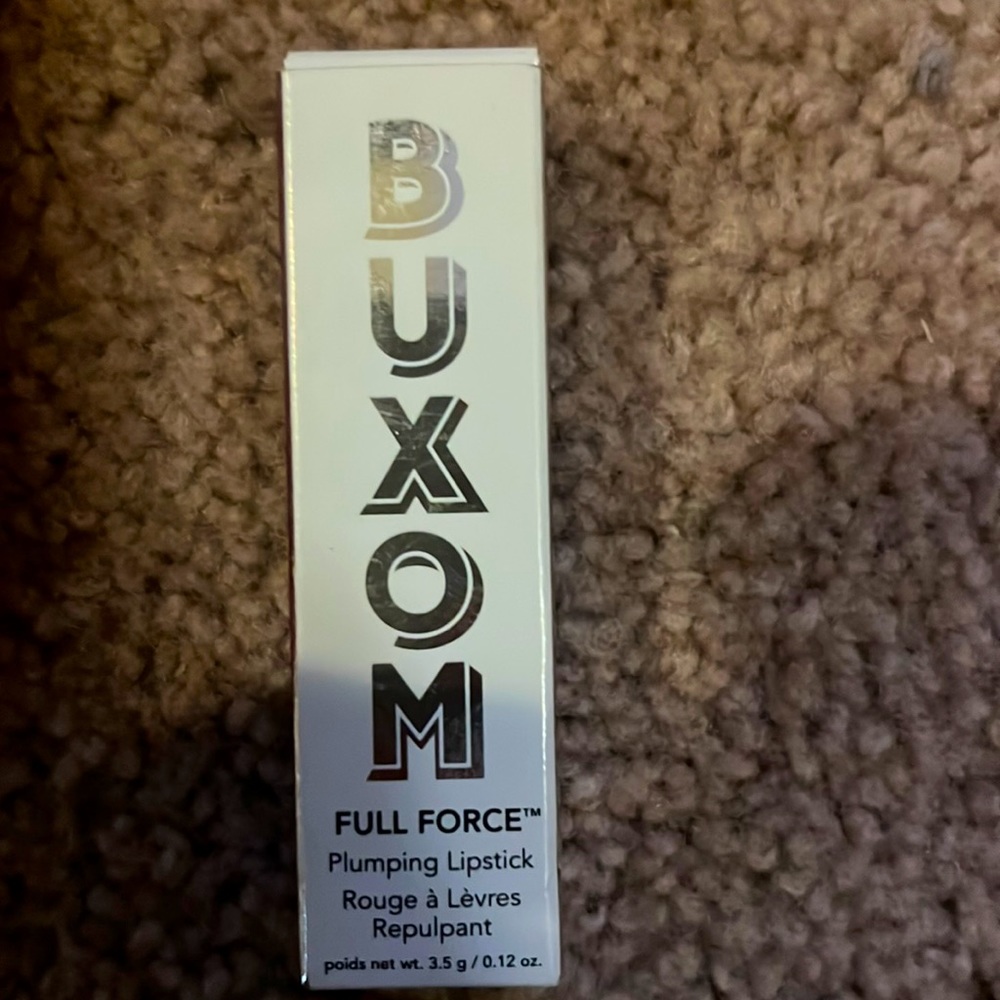 BUXOM
FULL FORCE™
Plumping Lipstick
Rouge à Lèvres
Repulpant
poids net wt. 3.5 g / 0.12 oz.